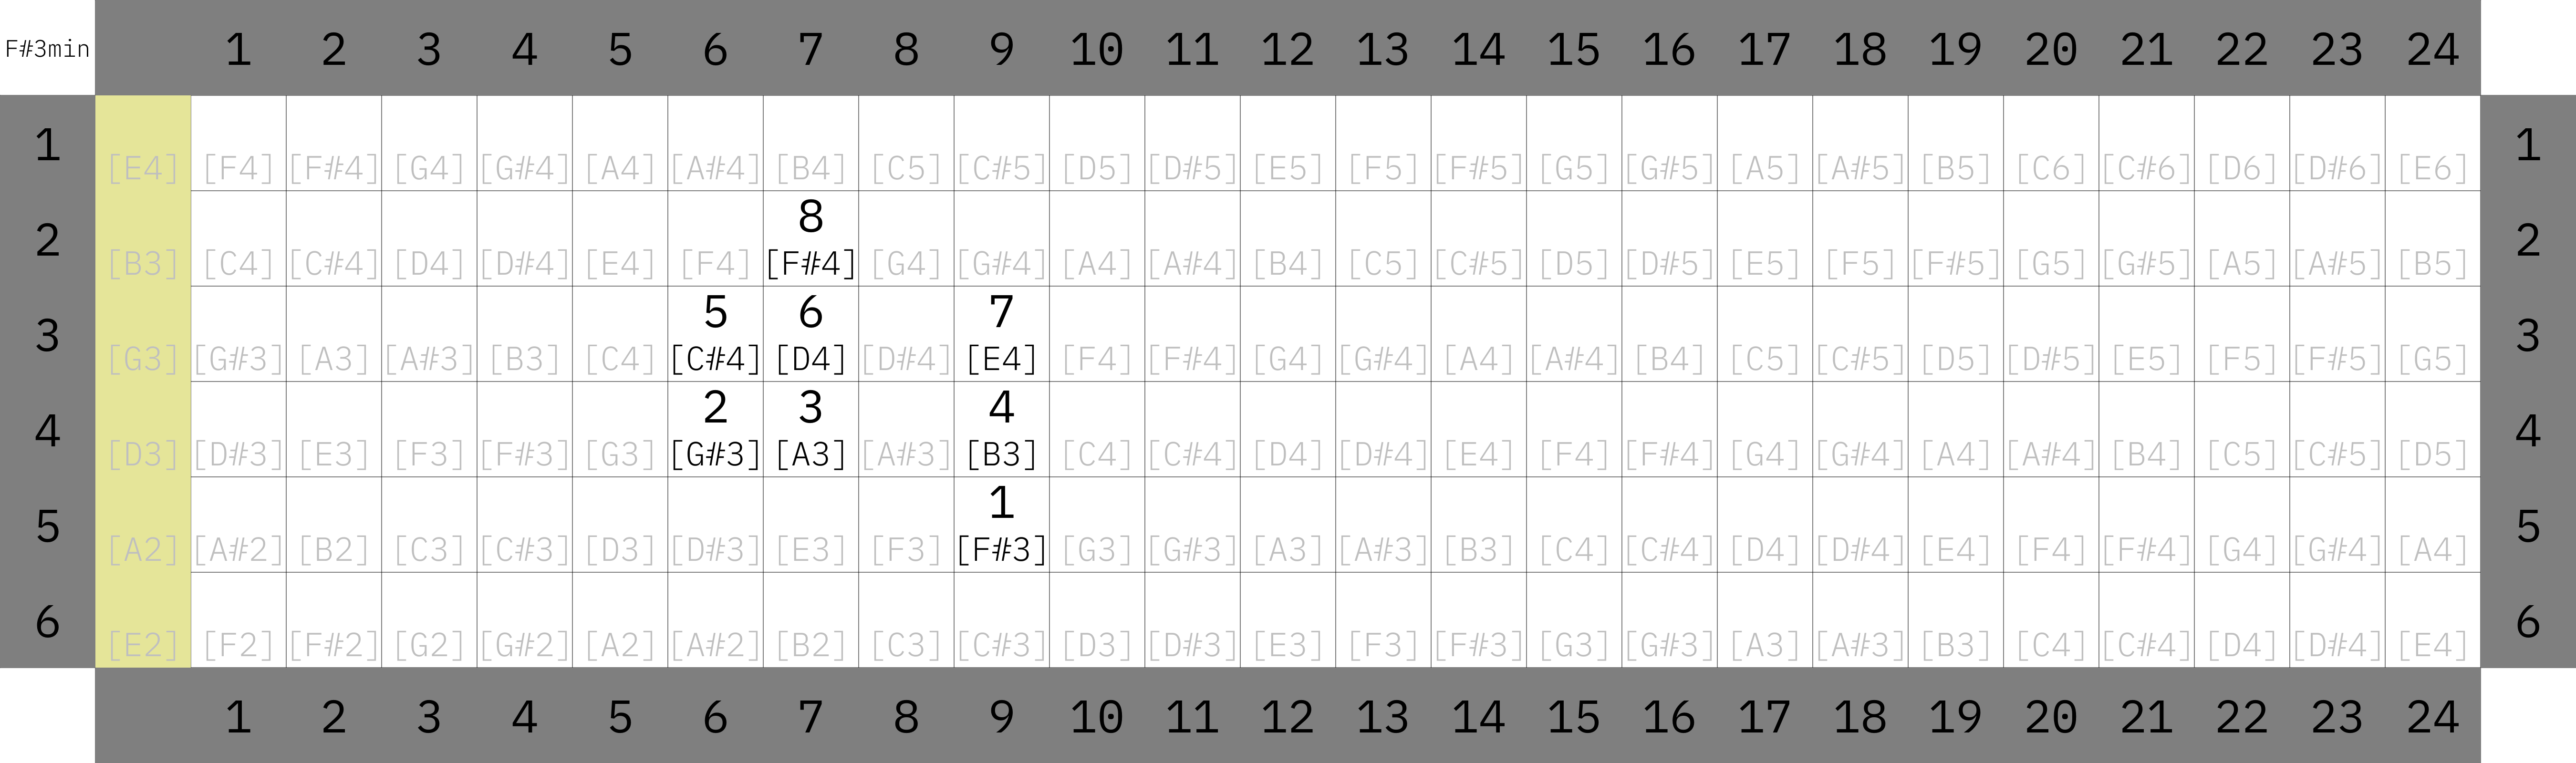 F#3min 1 2 3 4 5 6 7 8 9 10 11 12 13 14 15 16 17 18 19 20 21 22 23 24
1 [E4] [F4] [F#4] [G4] [G#4] [A4] [A#4] [B4] [C5] [C#5] [D5] [D#5] [E5] [F5] [F#5] [G5] [G#5] [A5] [A#5] [B5] [C6] [C#6] [D6] [D#6] [E6] 1
8
2 [B3] [C4] [C#4] [D4] [D#4] [E4] [F4] [F#4] [G4] [G#4] [A4] [A#4] [B4] [C5] [C#5] [D5] [D#5] [E5] [F5] [F#5] [G5] [G#5] [A5] [A#5] [B5] 2
5 6 7
3 [G3] [G#3] [A3] [A#3] [B3] [C4] [C#4] [D4] [D#4] [E4] [F4] [F#4] [G4] [G#4] [A4] [A#4] [B4] [C5] [C#5] [D5] [D#5] [E5] [F5] [F#5] [G5] 3
2 3 4
4 [D3] [D#3] [E3] [F3] [F#3] [G3] [G#3] [A3] [A#3] [B3] [C4] [C#4] [D4] [D#4] [E4] [F4] [F#4] [G4] [G#4] [A4] [A#4] [B4] [C5] [C#5] [D5] 4
1
5 [A2] [A#2] [B2] [C3] [C#3] [D3] [D#3] [E3] [F3] [F#3] [G3] [G#3] [A3] [A#3] [B3] [C4] [C#4] [D4] [D#4] [E4] [F4] [F#4] [G4] [G#4] [A4] 5
6 [E2] [F2] [F#2] [G2] [G#2] [A2] [A#2] [B2] [C3] [C#3] [D3] [D#3] [E3] [F3] [F#3] [G3] [G#3] [A3] [A#3] [B3] [C4] [C#4] [D4] [D#4] [E4] 6
1 2 3 4 5 6 7 8 9 10 11 12 13 14 15 16 17 18 19 20 21 22 23 24